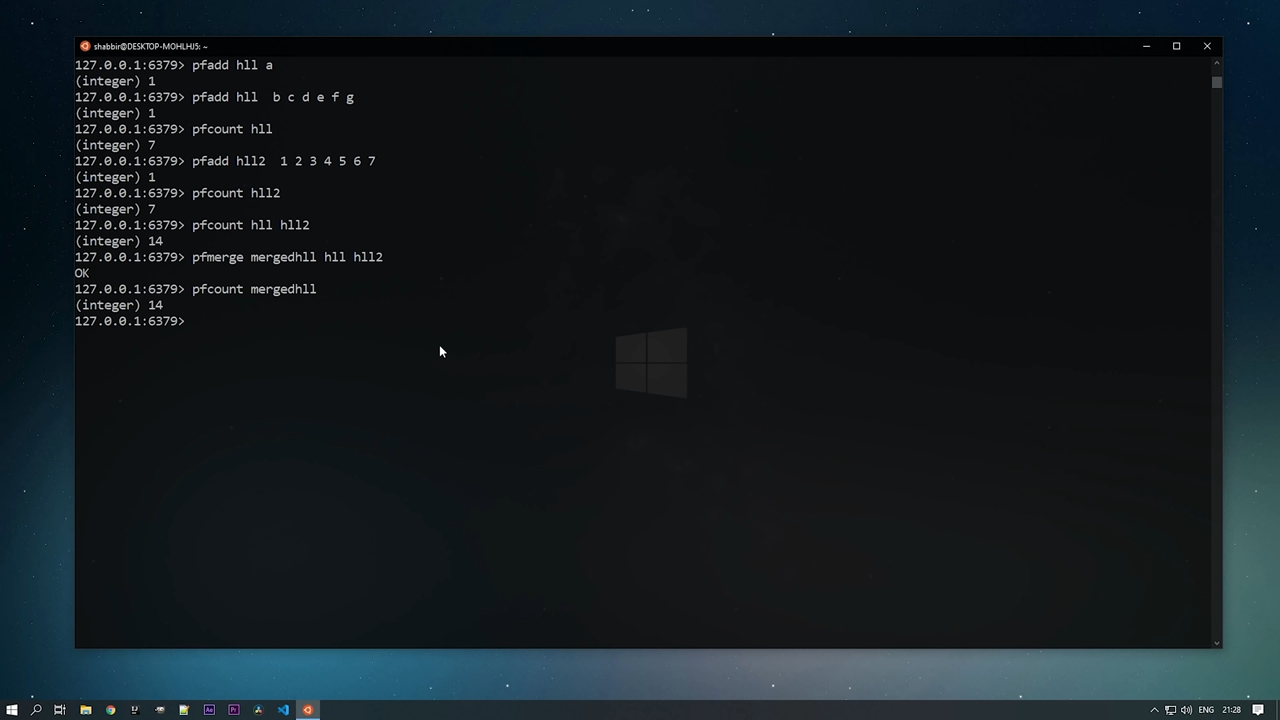 shabbir@DESKTOP-MOHLHJ5: ~
127.0.0.1:6379> pfadd hll a
(integer) 1
127.0.0.1:6379> pfadd hll  b c d e f g
(integer) 1
127.0.0.1:6379> pfcount hll
(integer) 7
127.0.0.1:6379> pfadd hll2  1 2 3 4 5 6 7
(integer) 1
127.0.0.1:6379> pfcount hll2
(integer) 7
127.0.0.1:6379> pfcount hll hll2
(integer) 14
127.0.0.1:6379> pfmerge mergedhll hll hll2
OK
127.0.0.1:6379> pfcount mergedhll
(integer) 14
127.0.0.1:6379>
Ae Pr ENG 21:28